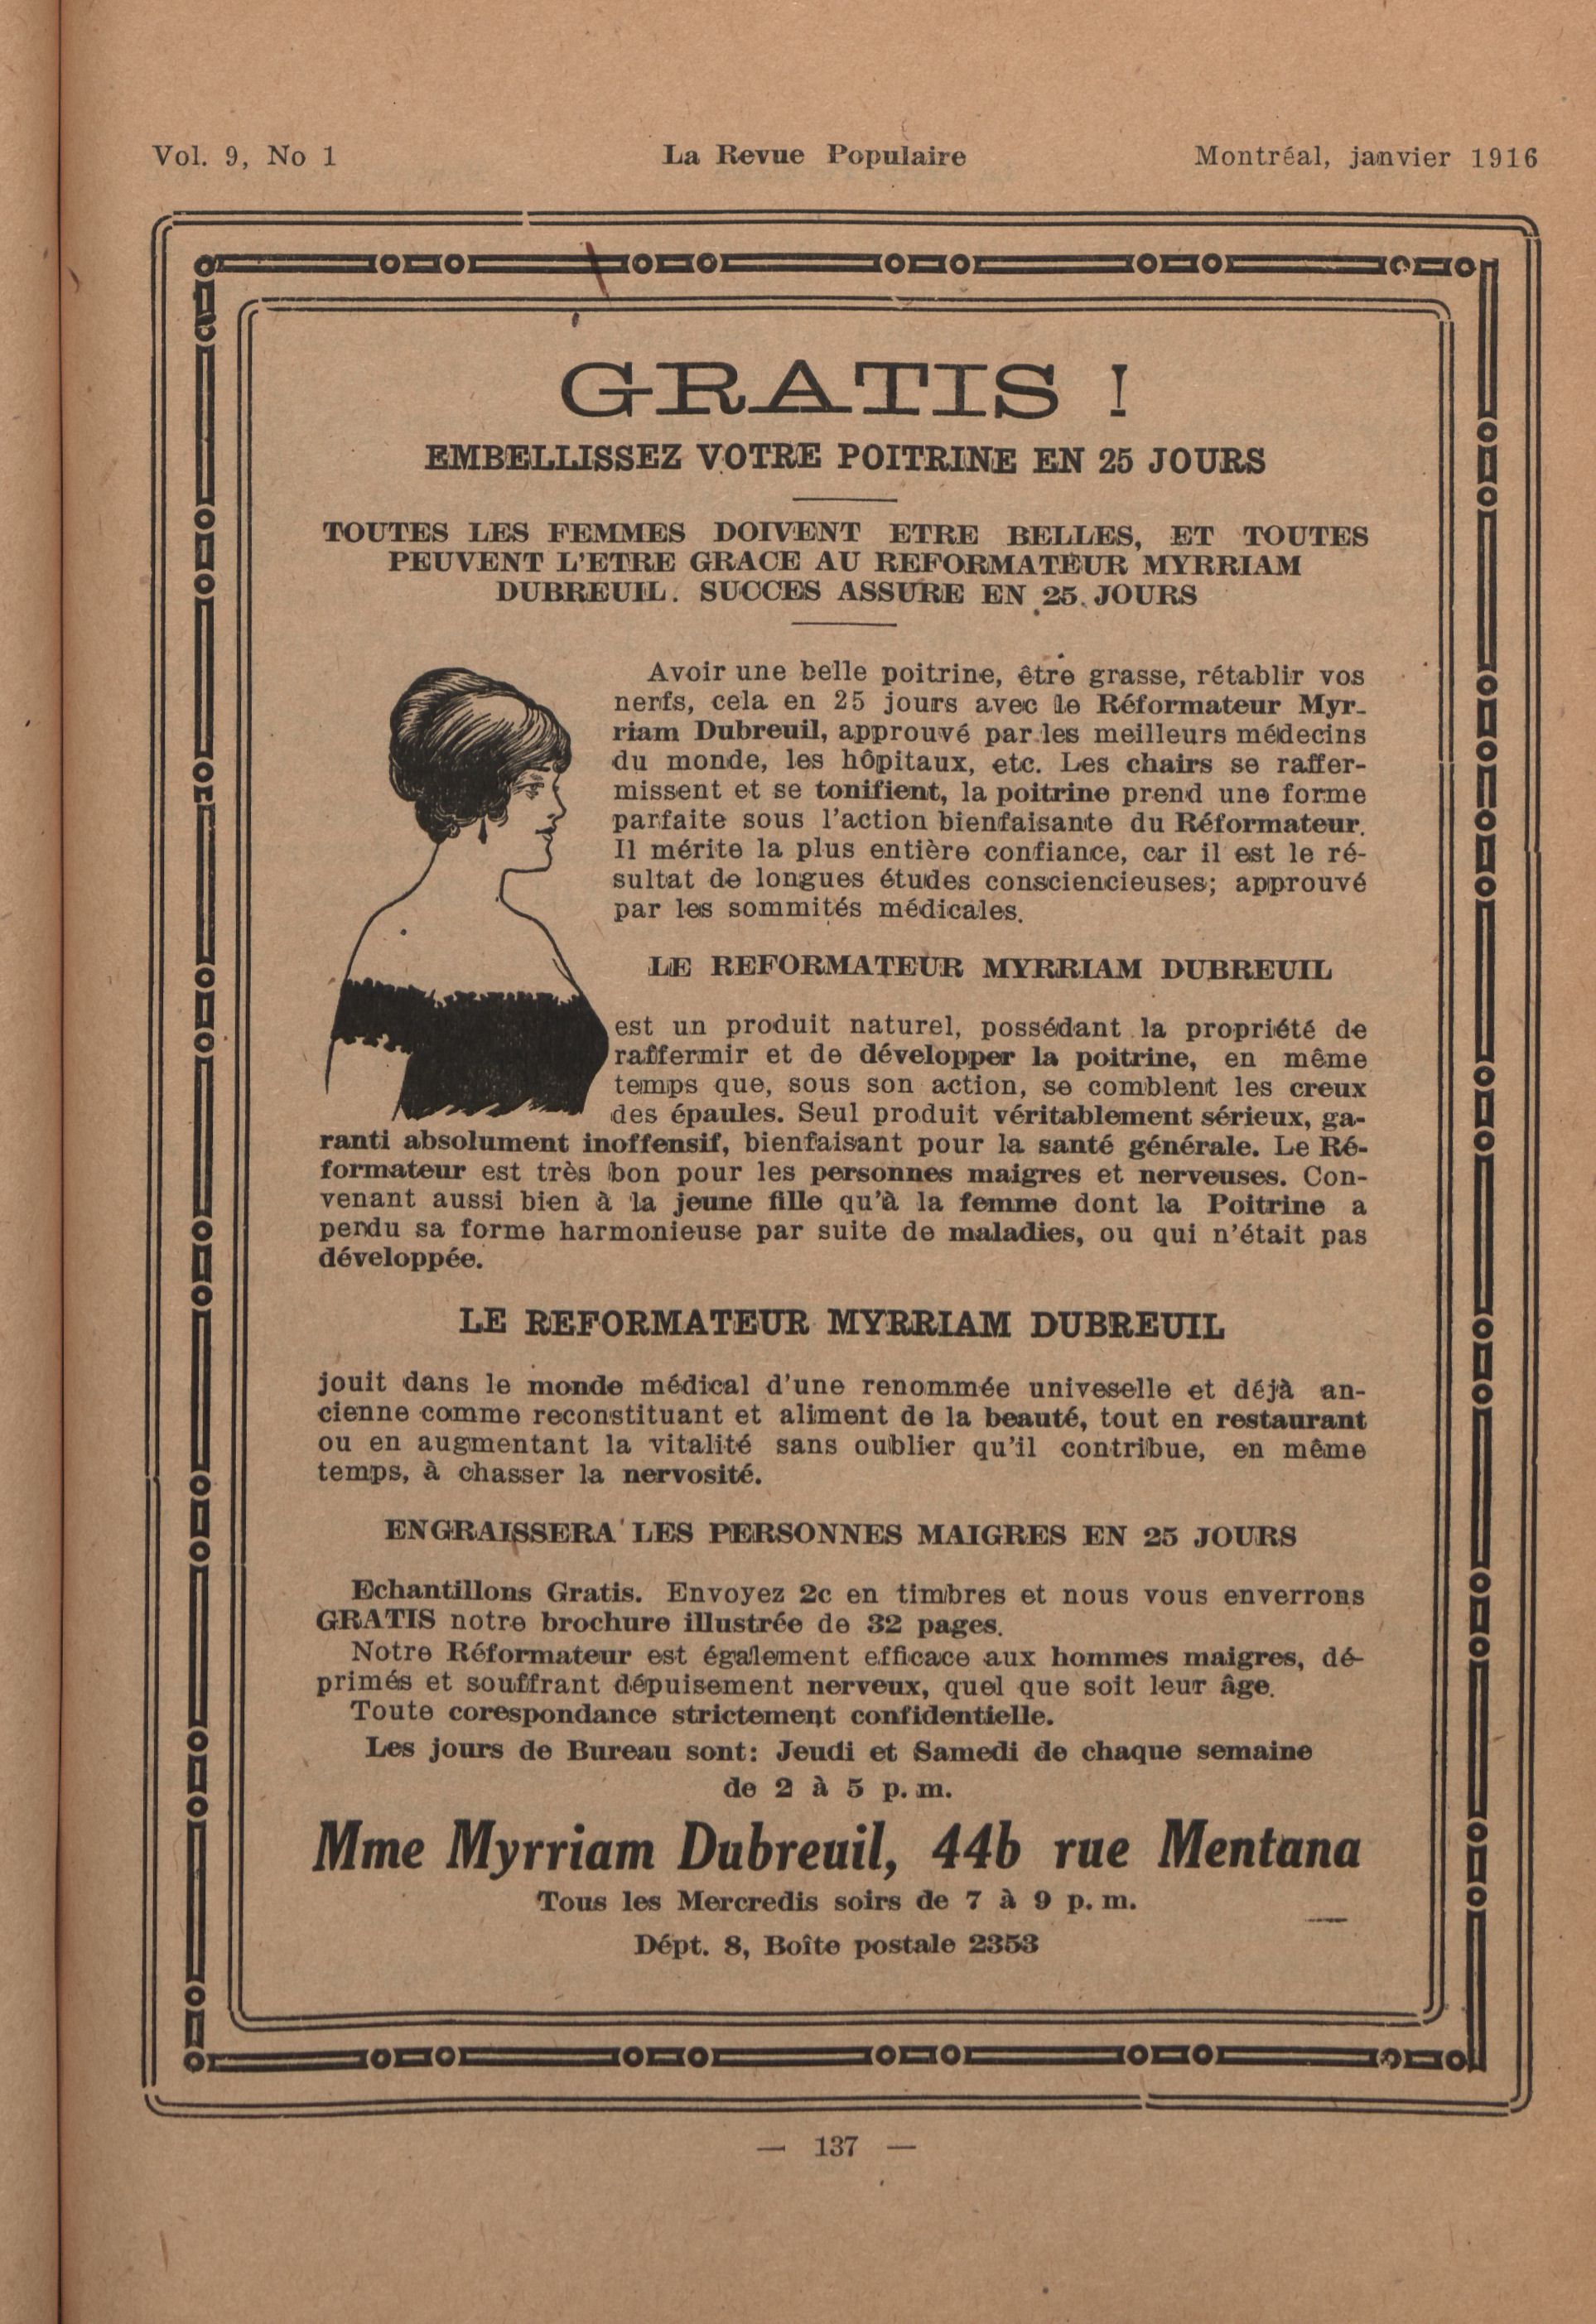 Vol. 9, No 1 La Revue Populaire Montréal, janvier 1916
GRATIS !
EMBELLISSEZ VOTRE POITRINE EN 25 JOURS
TOUTES LES FEMMES DOIVENT ETRE BELLES, ET TOUTES
PEUVENT L'ETRE GRACE AU REFORMATEUR MYRRIAM
DUBREUIL. SUCCES ASSURE EN 25 JOURS
Avoir une belle poitrine, être grasse, rétablir vos
nerfs, cela en 25 jours avec le Réformateur Myr-
riam Dubreuil, approuvé par les meilleurs médecins
du monde, les hôpitaux, etc. Les chairs se raffer-
missent et se tonifient, la poitrine prend une forme
parfaite sous l'action bienfaisante du Réformateur.
Il mérite la plus entière confiance, car il est le ré-
sultat de longues études consciencieuses; approuvé
par les sommités médicales.
LE REFORMATEUR MYRRIAM DUBREUIL
est un produit naturel, possédant la propriété de
raffermir et de développer la poitrine, en même
temps que, sous son action, se comblent les creux
des épaules. Seul produit véritablement sérieux, ga-
ranti absolument inoffensif, bienfaisant pour la santé générale. Le Ré-
formateur est très bon pour les personnes maigres et nerveuses. Con-
venant aussi bien à la jeune fille qu'à la femme dont la Poitrine a
perdu sa forme harmonieuse par suite de maladies, ou qui n'était pas
développée.
LE REFORMATEUR MYRRIAM DUBREUIL
jouit dans le monde médical d'une renommée univeselle et déjà an-
cienne comme reconstituant et aliment de la beauté, tout en restaurant
ou en augmentant la vitalité sans oublier qu'il contribue, en même
temps, à chasser la nervosité.
ENGRAISSERA LES PERSONNES MAIGRES EN 25 JOURS
Echantillons Gratis. Envoyez 2c en timbres et nous vous enverrons
GRATIS notre brochure illustrée de 32 pages.
Notre Réformateur est également efficace aux hommes maigres, dé-
primés et souffrant dépuisement nerveux, quel que soit leur âge.
Toute corespondance strictement confidentielle.
Les jours de Bureau sont: Jeudi et Samedi de chaque semaine
de 2 à 5 p. m.
Mme Myrriam Dubreuil, 44b rue Mentana
Tous les Mercredis soirs de 7 à 9 p. m.
Dépt. 8, Boîte postale 2353
— 137 —